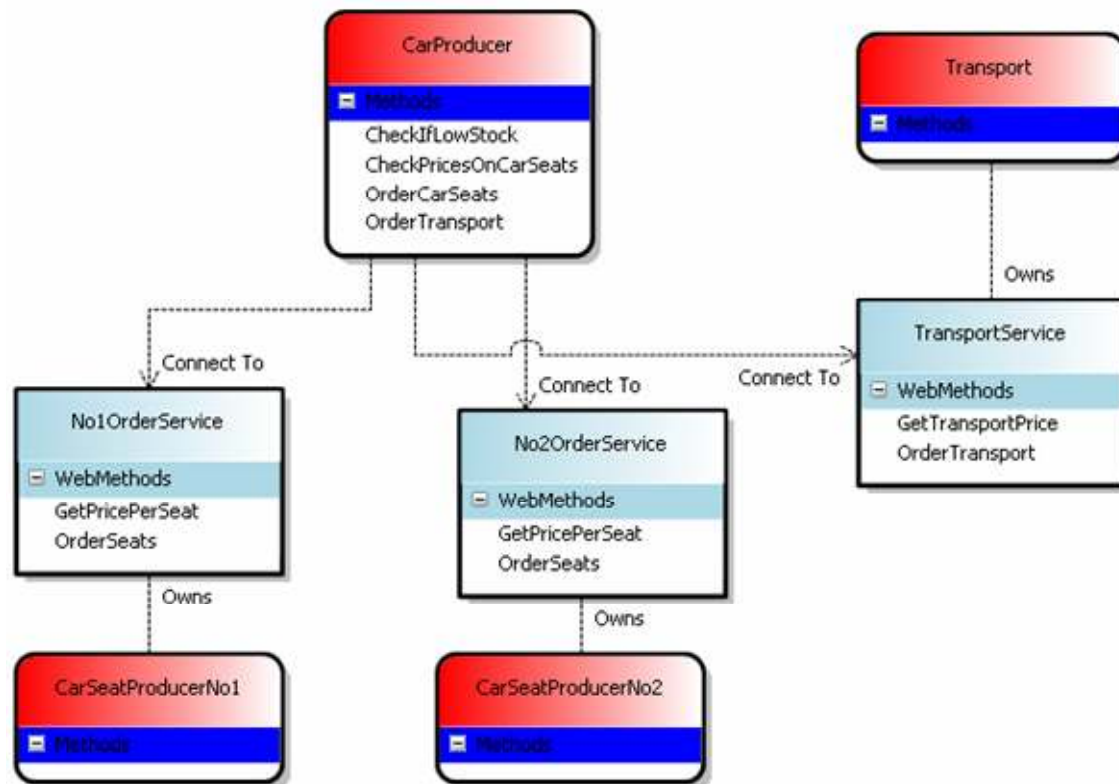 CarProducer
Methods
CheckIfLowStock
CheckPricesOnCarSeats
OrderCarSeats
OrderTransport
Transport
Methods
Owns
Connect To
Connect To
Connect To
TransportService
WebMethods
GetTransportPrice
OrderTransport
No1OrderService
WebMethods
GetPricePerSeat
OrderSeats
No2OrderService
WebMethods
GetPricePerSeat
OrderSeats
Owns
Owns
CarSeatProducerNo1
Methods
CarSeatProducerNo2
Methods